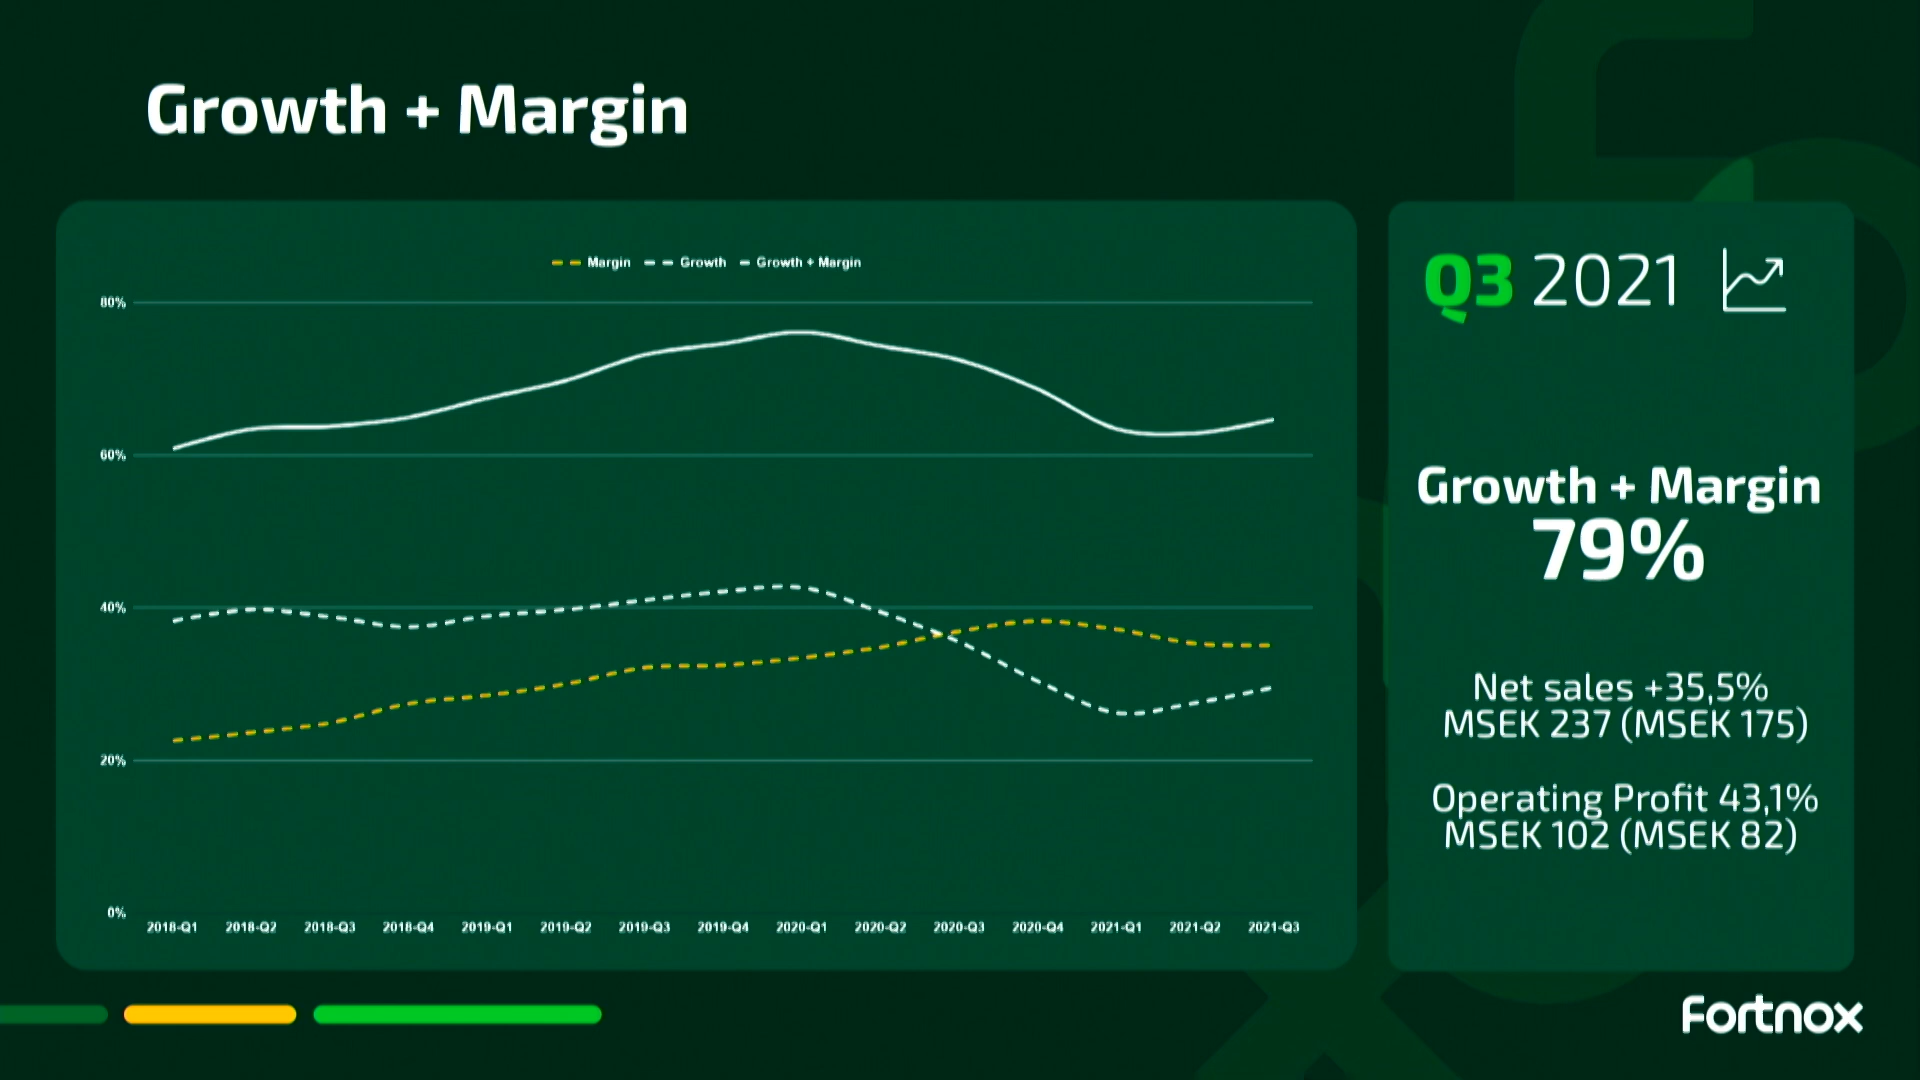 Growth + Margin
Margin Growth Growth + Margin
80%
60%
40%
20%
0%
2018-Q1 2018-Q2 2018-Q3 2018-Q4 2019-Q1 2019-Q2 2019-Q3 2019-Q4 2020-Q1 2020-Q2 2020-Q3 2020-Q4 2021-Q1 2021-Q2 2021-Q3
Q3 2021
Growth + Margin
79%
Net sales +35,5%
MSEK 237 (MSEK 175)
Operating Profit 43,1%
MSEK 102 (MSEK 82)
Fortnox